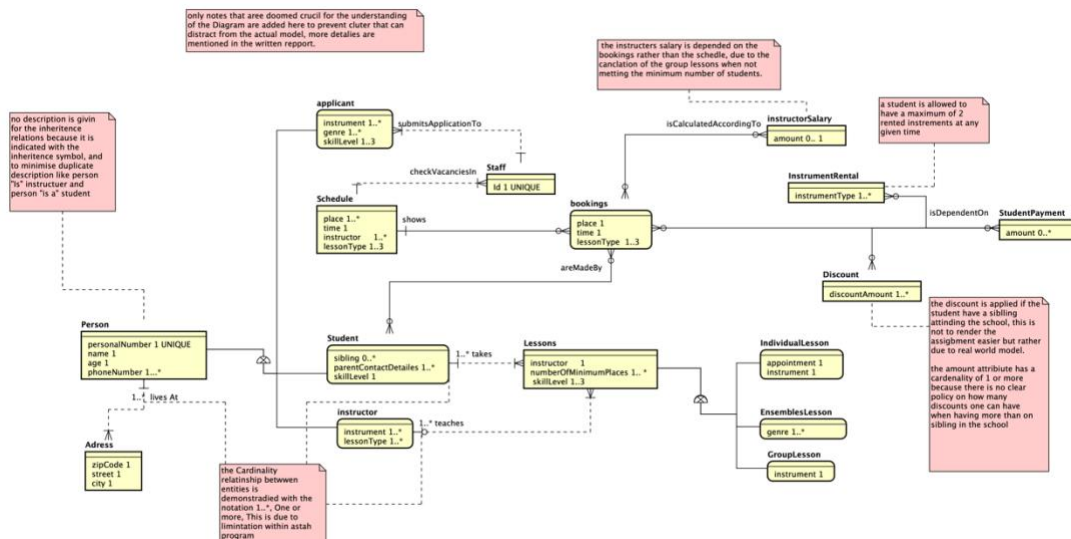 only notes that aree doomed crucil for the understanding
of the Diagram are added here to prevent cluter that can
distract from the actual model, more detalies are
mentioned in the written repport.
the instructers salary is depended on the
bookings rather than the schedle, due to the
canclation of the group lessons when not
metting the minimum number of students.
a student is allowed to
have a maximum of 2
rented instrements at any
given time
no description is givin
for the inheritence
relations because it is
indicated with the
inheritence symbol, and
to minimise duplicate
description like person
"Is" instructuer and
person "is a" student
applicant
instrument 1..*
genre 1..*
skillLevel 1..3
submitsApplicationTo
Staff
Id 1 UNIQUE
checkVacanciesIn
Schedule
place 1..*
time 1
instructor 1..*
lessonType 1..3
shows
bookings
place 1
time 1
lessonType 1..3
isCalculatedAccordingTo
instructorSalary
amount 0.. 1
InstrumentRental
instrumentType 1..*
isDependentOn
StudentPayment
amount 0..*
Discount
discountAmount 1..*
areMadeBy
the discount is applied if the
student have a siblling
attinding the school, this is
not to render the
assigbment easier but rather
due to real world model.
the amount attribiute has a
cardenality of 1 or more
because there is no clear
policy on how many
discounts one can have
when having more than on
sibling in the school
Person
personalNumber 1 UNIQUE
name 1
age 1
phoneNumber 1...*
1..* lives At
Adress
zipCode 1
street 1
city 1
Student
sibling 0..*
parentContactDetailes 1..*
skillLevel 1
1..* takes
Lessons
instructor 1
numberOfMinimumPlaces 1.. *
skillLevel 1..3
instructor
instrument 1..*
lessonType 1..*
1..* teaches
IndividualLesson
appointment 1
instrument 1
EnsemblesLesson
genre 1..*
GroupLesson
instrument 1
the Cardinality
relatinship betwwen
entities is
demonstradied with the
notation 1..*, One or
more, This is due to
limintation within astah
program